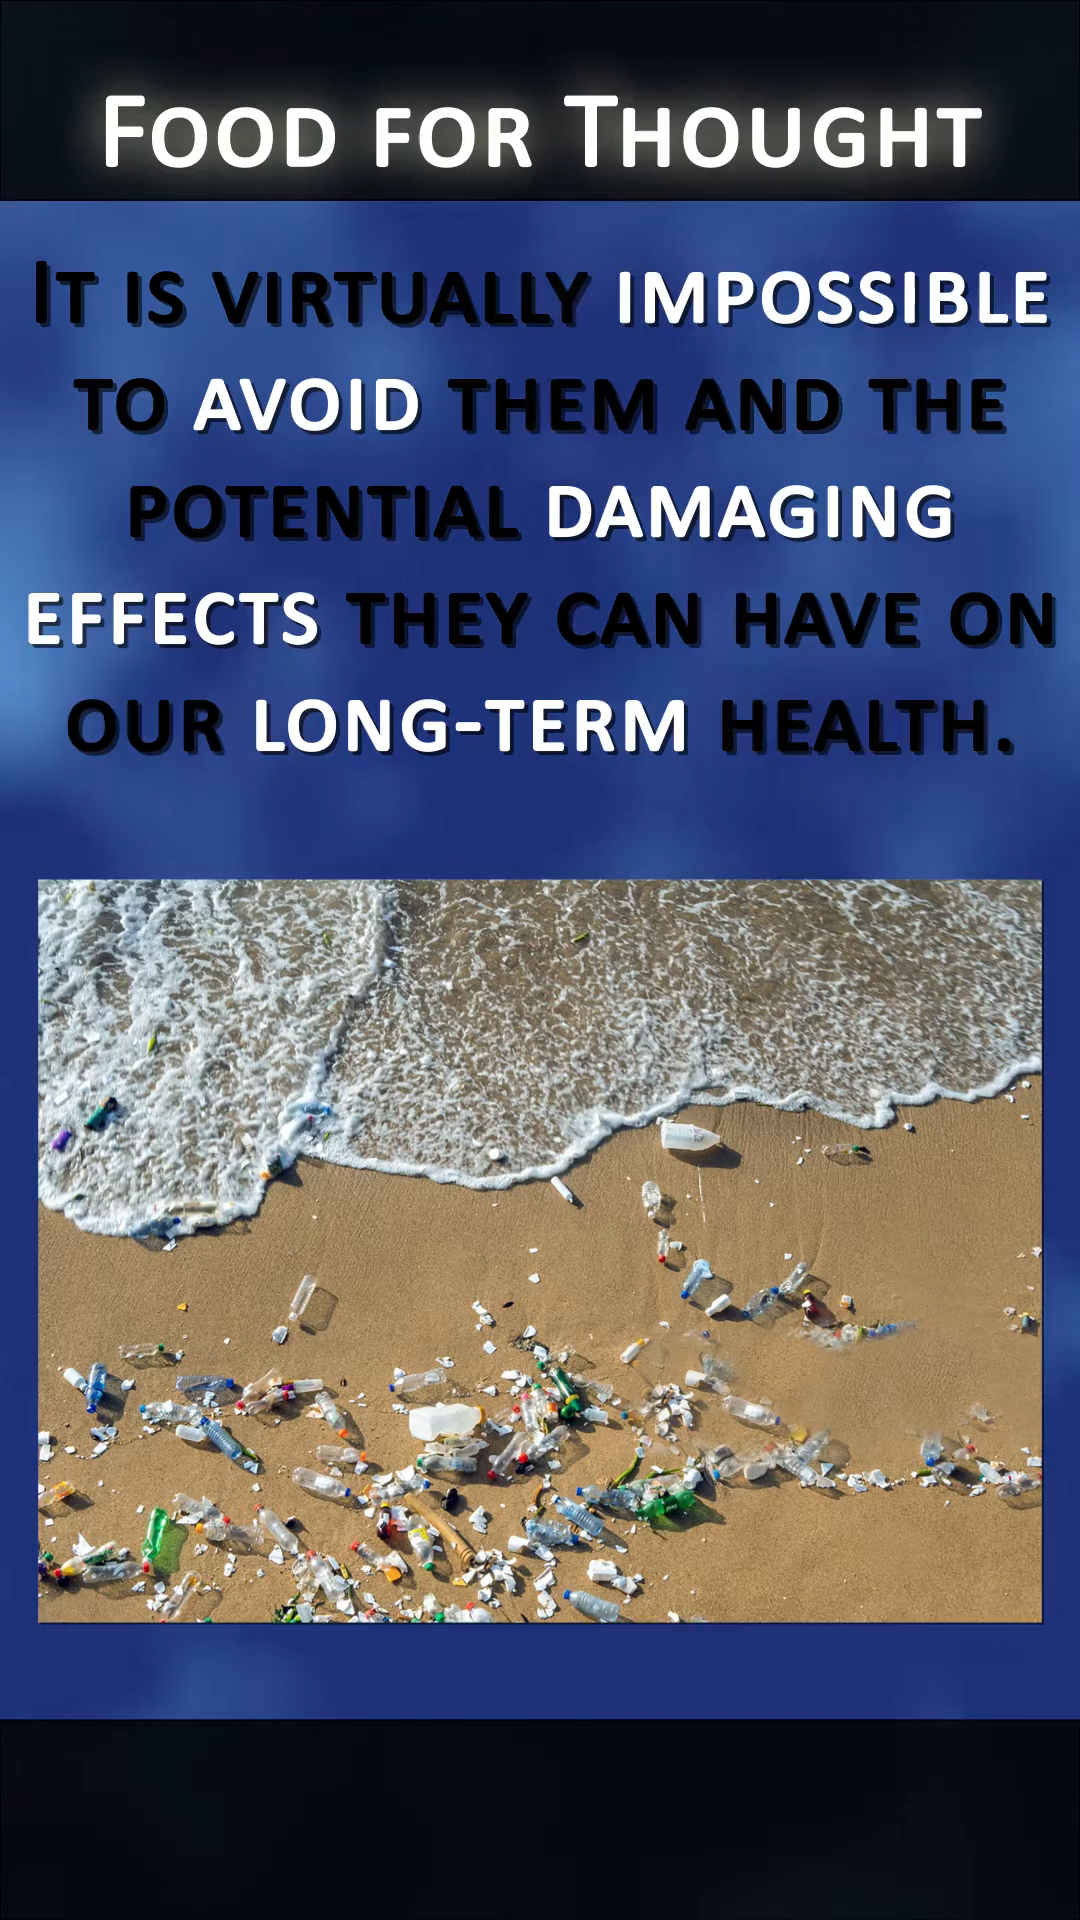 Food for Thought
It is virtually impossible
to avoid them and the
potential damaging
effects they can have on
our long-term health.